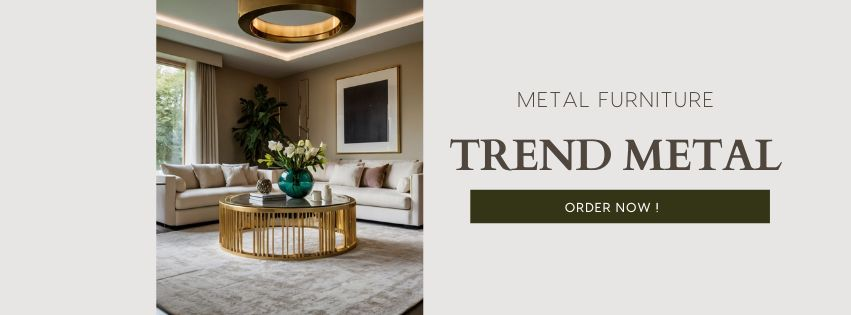 METAL FURNITURE
TREND METAL
ORDER NOW !